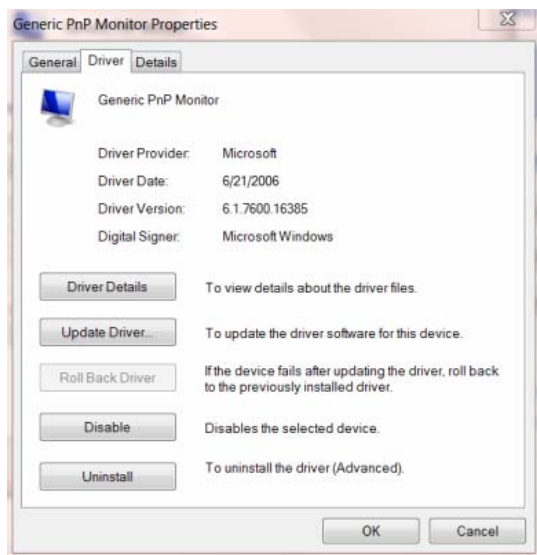 Generic PnP Monitor Properties
General Driver Details
Generic PnP Monitor
Driver Provider: Microsoft
Driver Date: 6/21/2006
Driver Version: 6.1.7600.16385
Digital Signer: Microsoft Windows
Driver Details To view details about the driver files.
Update Driver... To update the driver software for this device.
Roll Back Driver If the device fails after updating the driver, roll back
to the previously installed driver.
Disable Disables the selected device.
Uninstall To uninstall the driver (Advanced).
OK Cancel